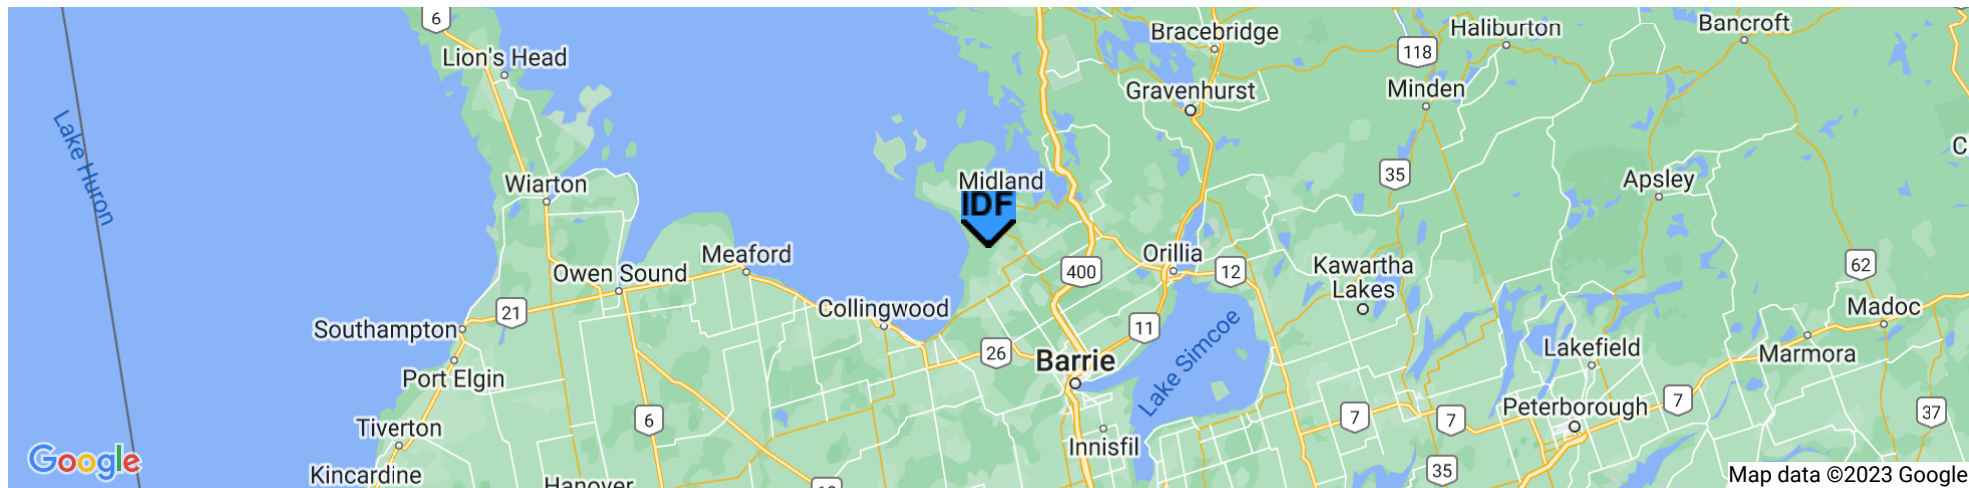 6
Lion's Head
Bracebridge
Haliburton
Bancroft
118
Gravenhurst
Minden
Lake Huron
Wiarton
Midland
IDF
35
Apsley
Owen Sound
Meaford
400
Orillia
12
Kawartha
Lakes
62
Southampton
21
Collingwood
26
11
Lake Simcoe
Madoc
Port Elgin
Barrie
Lakefield
Marmora
Tiverton
6
Innisfil
7
7
Peterborough
7
37
Google
Kincardine
Hanover
35
Map data ©2023 Google